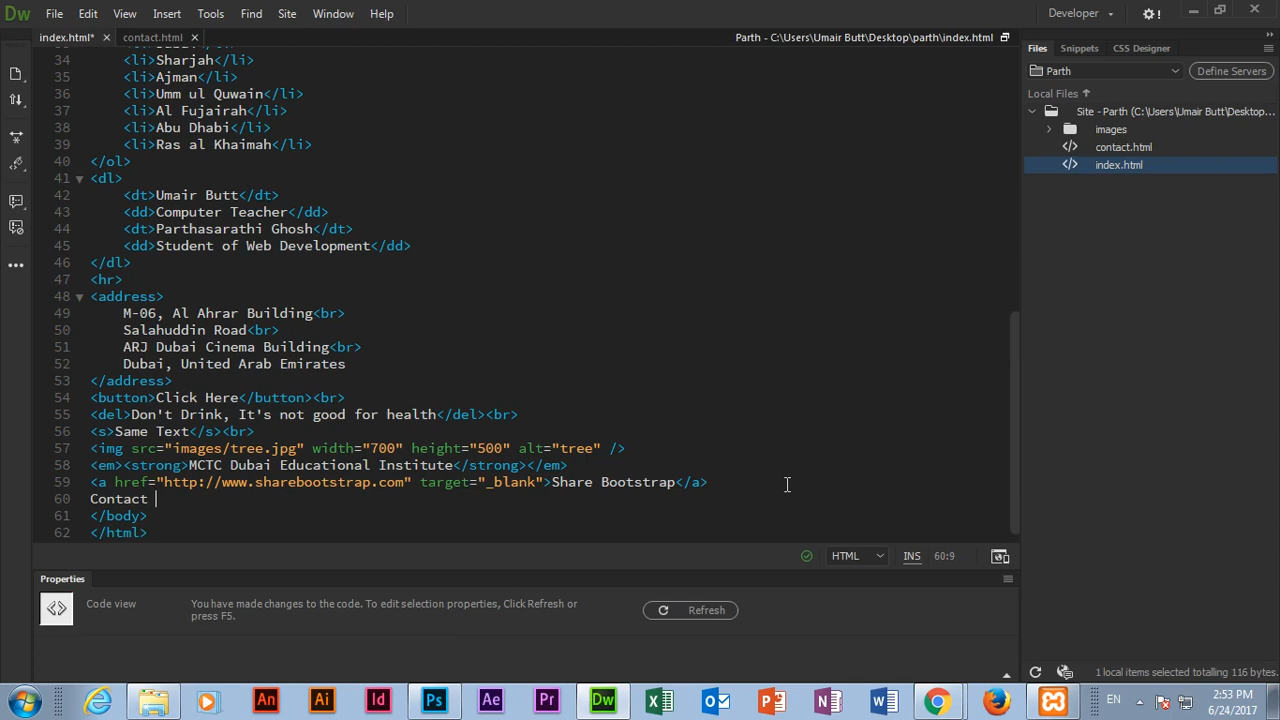 Dw File Edit View Insert Tools Find Site Window Help Developer
index.html* contact.html Parth - C:\Users\Umair Butt\Desktop\parth\index.html
34 <li>Sharjah</li>
35 <li>Ajman</li>
36 <li>Umm ul Quwain</li>
37 <li>Al Fujairah</li>
38 <li>Abu Dhabi</li>
39 <li>Ras al Khaimah</li>
40 </ol>
41 <dl>
42 <dt>Umair Butt</dt>
43 <dd>Computer Teacher</dd>
44 <dt>Parthasarathi Ghosh</dt>
45 <dd>Student of Web Development</dd>
46 </dl>
47 <hr>
48 <address>
49 M-06, Al Ahrar Building<br>
50 Salahuddin Road<br>
51 ARJ Dubai Cinema Building<br>
52 Dubai, United Arab Emirates
53 </address>
54 <button>Click Here</button><br>
55 <del>Don't Drink, It's not good for health</del><br>
56 <s>Same Text</s><br>
57 <img src="images/tree.jpg" width="700" height="500" alt="tree" />
58 <em><strong>MCTC Dubai Educational Institute</strong></em>
59 <a href="http://www.sharebootstrap.com" target="_blank">Share Bootstrap</a>
60 Contact
61 </body>
62 </html>
HTML INS 60:9
Properties
Code view You have made changes to the code. To edit selection properties, Click Refresh or press F5. Refresh
Files Snippets CSS Designer
Parth Define Servers
Local Files
Site - Parth (C:\Users\Umair Butt\Desktop...
images
contact.html
index.html
1 local items selected totalling 116 bytes.
An Ai Id Ps Ae Pr Dw EN 2:53 PM
6/24/2017